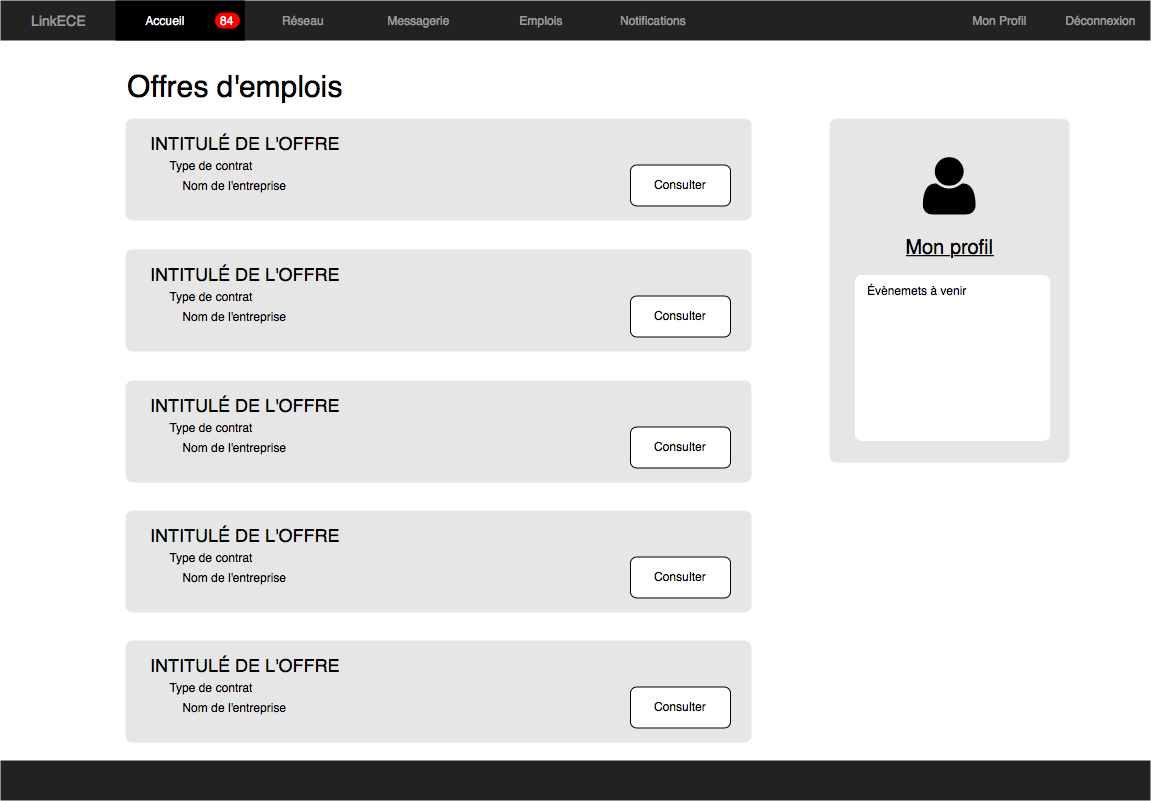 LinkECE Accueil 84 Réseau Messagerie Emplois Notifications Mon Profil Déconnexion
Offres d'emplois
INTITULÉ DE L'OFFRE
Type de contrat
Nom de l'entreprise
Consulter
INTITULÉ DE L'OFFRE
Type de contrat
Nom de l'entreprise
Consulter
INTITULÉ DE L'OFFRE
Type de contrat
Nom de l'entreprise
Consulter
INTITULÉ DE L'OFFRE
Type de contrat
Nom de l'entreprise
Consulter
INTITULÉ DE L'OFFRE
Type de contrat
Nom de l'entreprise
Consulter
Mon profil
Évènemets à venir